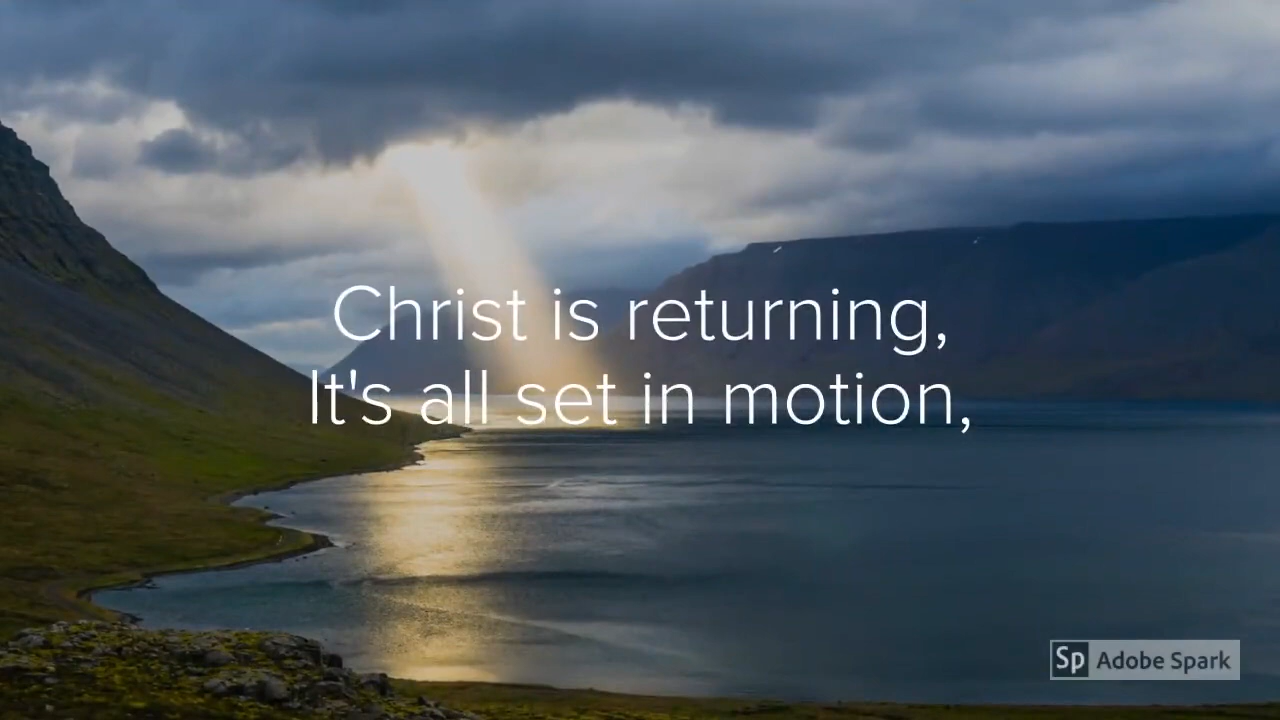 Christ is returning,
It's all set in motion,
Sp Adobe Spark